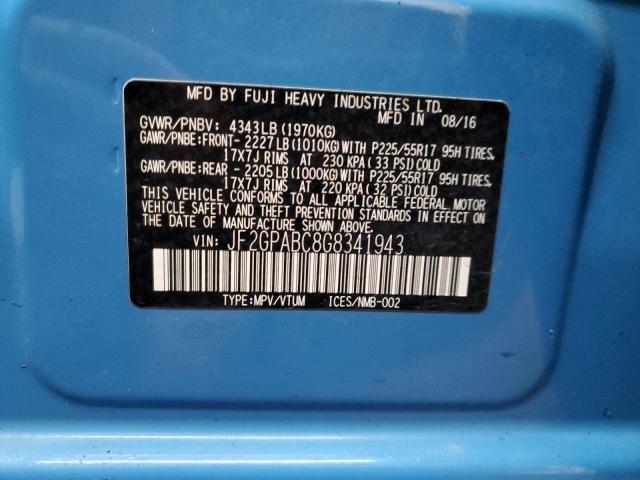 MFD BY FUJI HEAVY INDUSTRIES LTD.
MFD IN 08/16
GVWR/PNBV: 4343LB (1970KG)
GAWR/PNBE:FRONT- 2227LB (1010KG) WITH P225/55R17 95H TIRES,
17X7J RIMS AT 230 KPA ( 33 PSI) COLD
GAWR/PNBE:REAR - 2205LB (1000KG) WITH P225/55R17 95H TIRES,
17X7J RIMS AT 220 KPA ( 32 PSI) COLD
THIS VEHICLE CONFORMS TO ALL APPLICABLE FEDERAL MOTOR
VEHICLE SAFETY AND THEFT PREVENTION STANDARDS IN EFFECT ON
THE DATE OF MANUFACTURE SHOWN ABOVE.
VIN: JF2GPABC8G8341943
TYPE:MPV/VTUM ICES/NMB-002